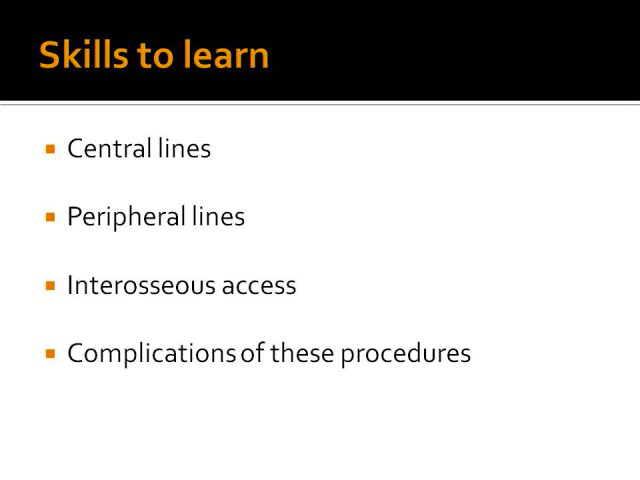 Skills to learn
Central lines
Peripheral lines
Interosseous access
Complications of these procedures